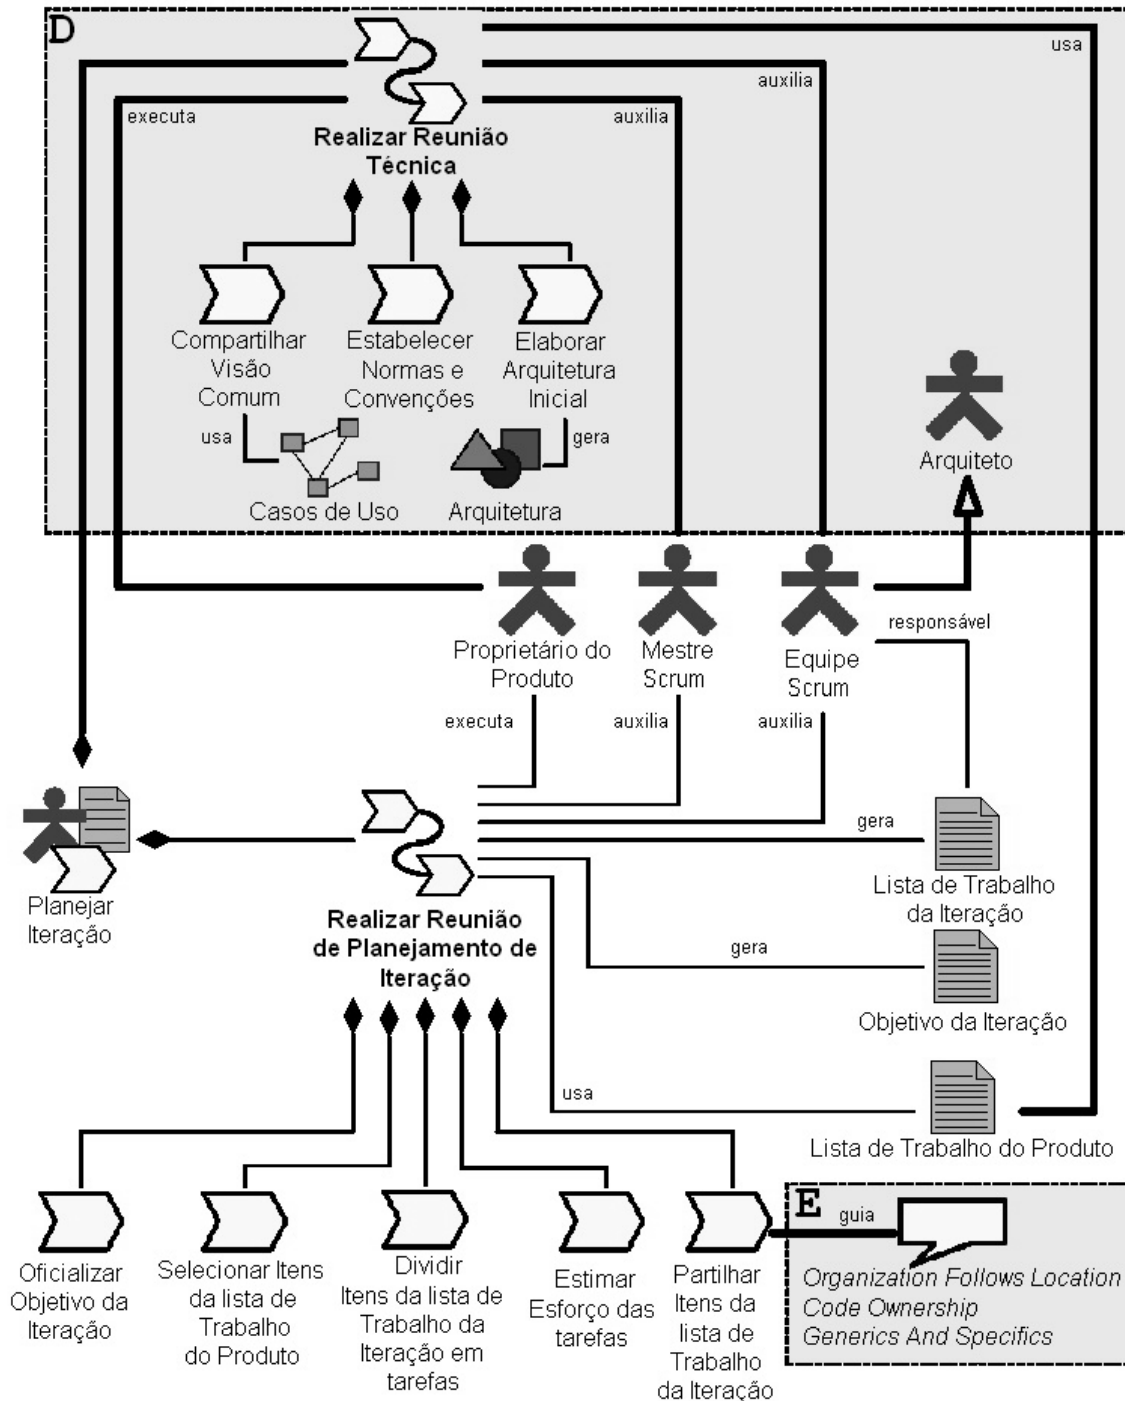 D
usa
auxilia
executa
auxilia
Realizar Reunião
Técnica
Compartilhar
Visão
Comum
Estabelecer
Normas e
Convenções
Elaborar
Arquitetura
Inicial
usa
gera
Casos de Uso
Arquitetura
Arquiteto
responsável
Proprietário do
Produto
Mestre
Scrum
Equipe
Scrum
executa
auxilia
auxilia
gera
Lista de Trabalho
da Iteração
Planejar
Iteração
Realizar Reunião
de Planejamento de
Iteração
gera
Objetivo da Iteração
usa
Lista de Trabalho do Produto
Oficializar
Objetivo da
Iteração
Selecionar Itens
da lista de
Trabalho
do Produto
Dividir
Itens da lista de
Trabalho da
Iteração em
tarefas
Estimar
Esforço das
tarefas
Partilhar
Itens da
lista de
Trabalho
da Iteração
E
guia
Organization Follows Location
Code Ownership
Generics And Specifics